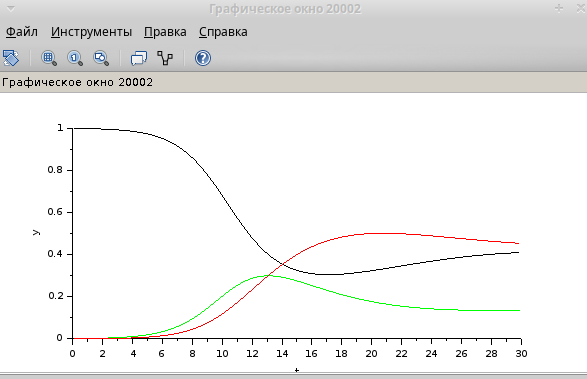 Графическое окно 20002
Файл Инструменты Правка Справка
Графическое окно 20002
1
0.8
0.6
0.4
0.2
0
y
0 2 4 6 8 10 12 14 16 18 20 22 24 26 28 30
t